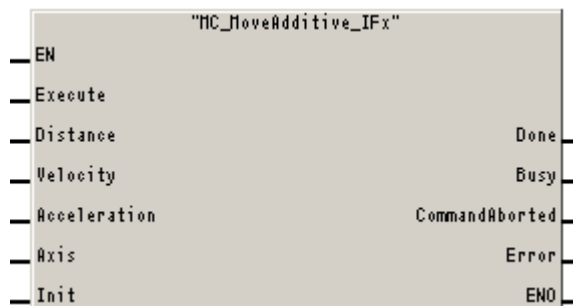 "MC_MoveAdditive_IFx"
EN
Execute
Distance Done
Velocity Busy
Acceleration CommandAborted
Axis Error
Init ENO